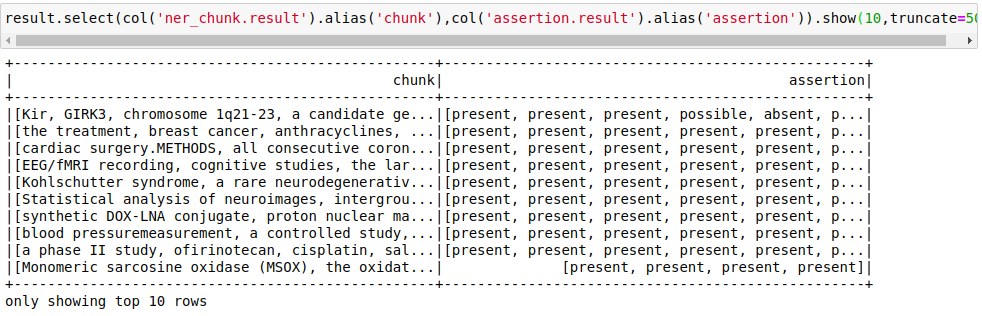 result.select(col('ner_chunk.result').alias('chunk'),col('assertion.result').alias('assertion')).show(10,truncate=50
+--------------------------------------------------+--------------------------------------------------+
|                                             chunk|                                         assertion|
+--------------------------------------------------+--------------------------------------------------+
|[Kir, GIRK3, chromosome 1q21-23, a candidate ge...|[present, present, present, possible, absent, p...|
|[the treatment, breast cancer, anthracyclines, ...|[present, present, present, present, present, p...|
|[cardiac surgery.METHODS, all consecutive coron...|[present, present, present, present, present, p...|
|[EEG/fMRI recording, cognitive studies, the lar...|[present, present, present, present, present, p...|
|[Kohlschutter syndrome, a rare neurodegenerativ...|[present, present, present, present, present, p...|
|[Statistical analysis of neuroimages, intergrou...|[present, present, present, present, present, p...|
|[synthetic DOX-LNA conjugate, proton nuclear ma...|[present, present, present, present, present, p...|
|[blood pressuremeasurement, a controlled study,...|[present, present, present, present, present, p...|
|[a phase II study, ofirinotecan, cisplatin, sal...|[present, present, present, present, present, p...|
|[Monomeric sarcosine oxidase (MSOX), the oxidat...|              [present, present, present, present]|
+--------------------------------------------------+--------------------------------------------------+
only showing top 10 rows